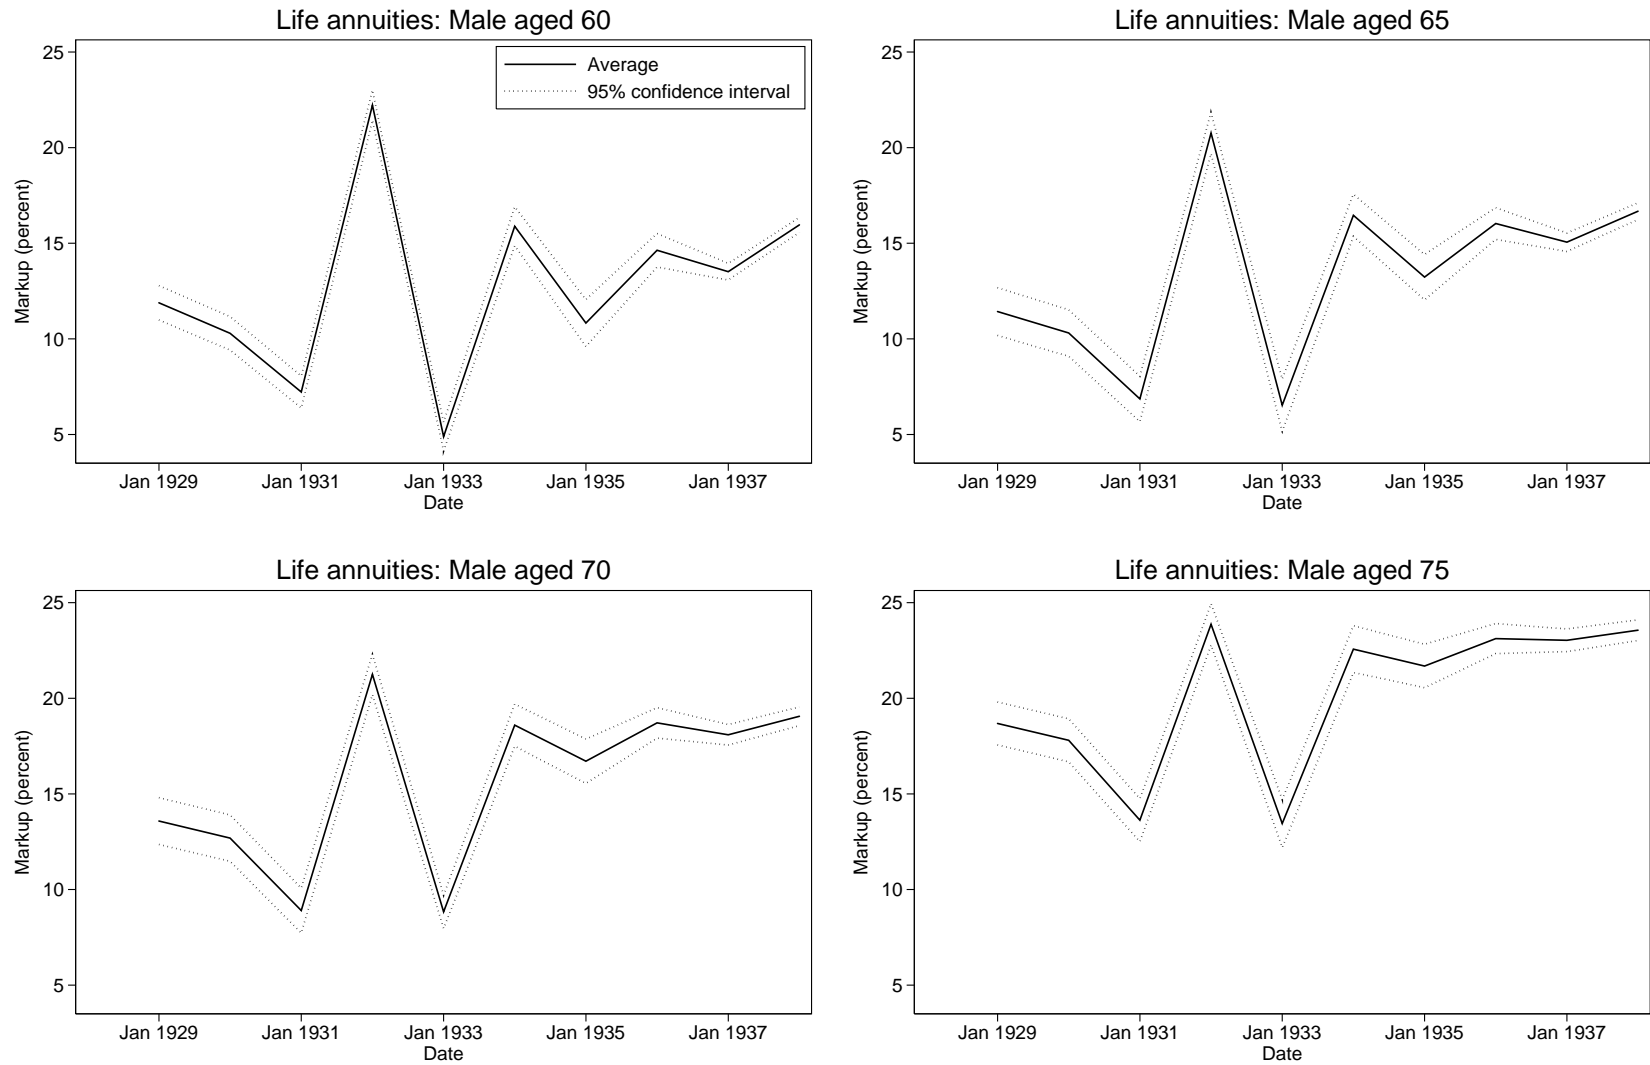 Life annuities: Male aged 60
Average
95% confidence interval
Markup (percent)
25
20
15
10
5
Jan 1929 Jan 1931 Jan 1933 Jan 1935 Jan 1937
Date
Life annuities: Male aged 65
Markup (percent)
25
20
15
10
5
Jan 1929 Jan 1931 Jan 1933 Jan 1935 Jan 1937
Date
Life annuities: Male aged 70
Markup (percent)
25
20
15
10
5
Jan 1929 Jan 1931 Jan 1933 Jan 1935 Jan 1937
Date
Life annuities: Male aged 75
Markup (percent)
25
20
15
10
5
Jan 1929 Jan 1931 Jan 1933 Jan 1935 Jan 1937
Date